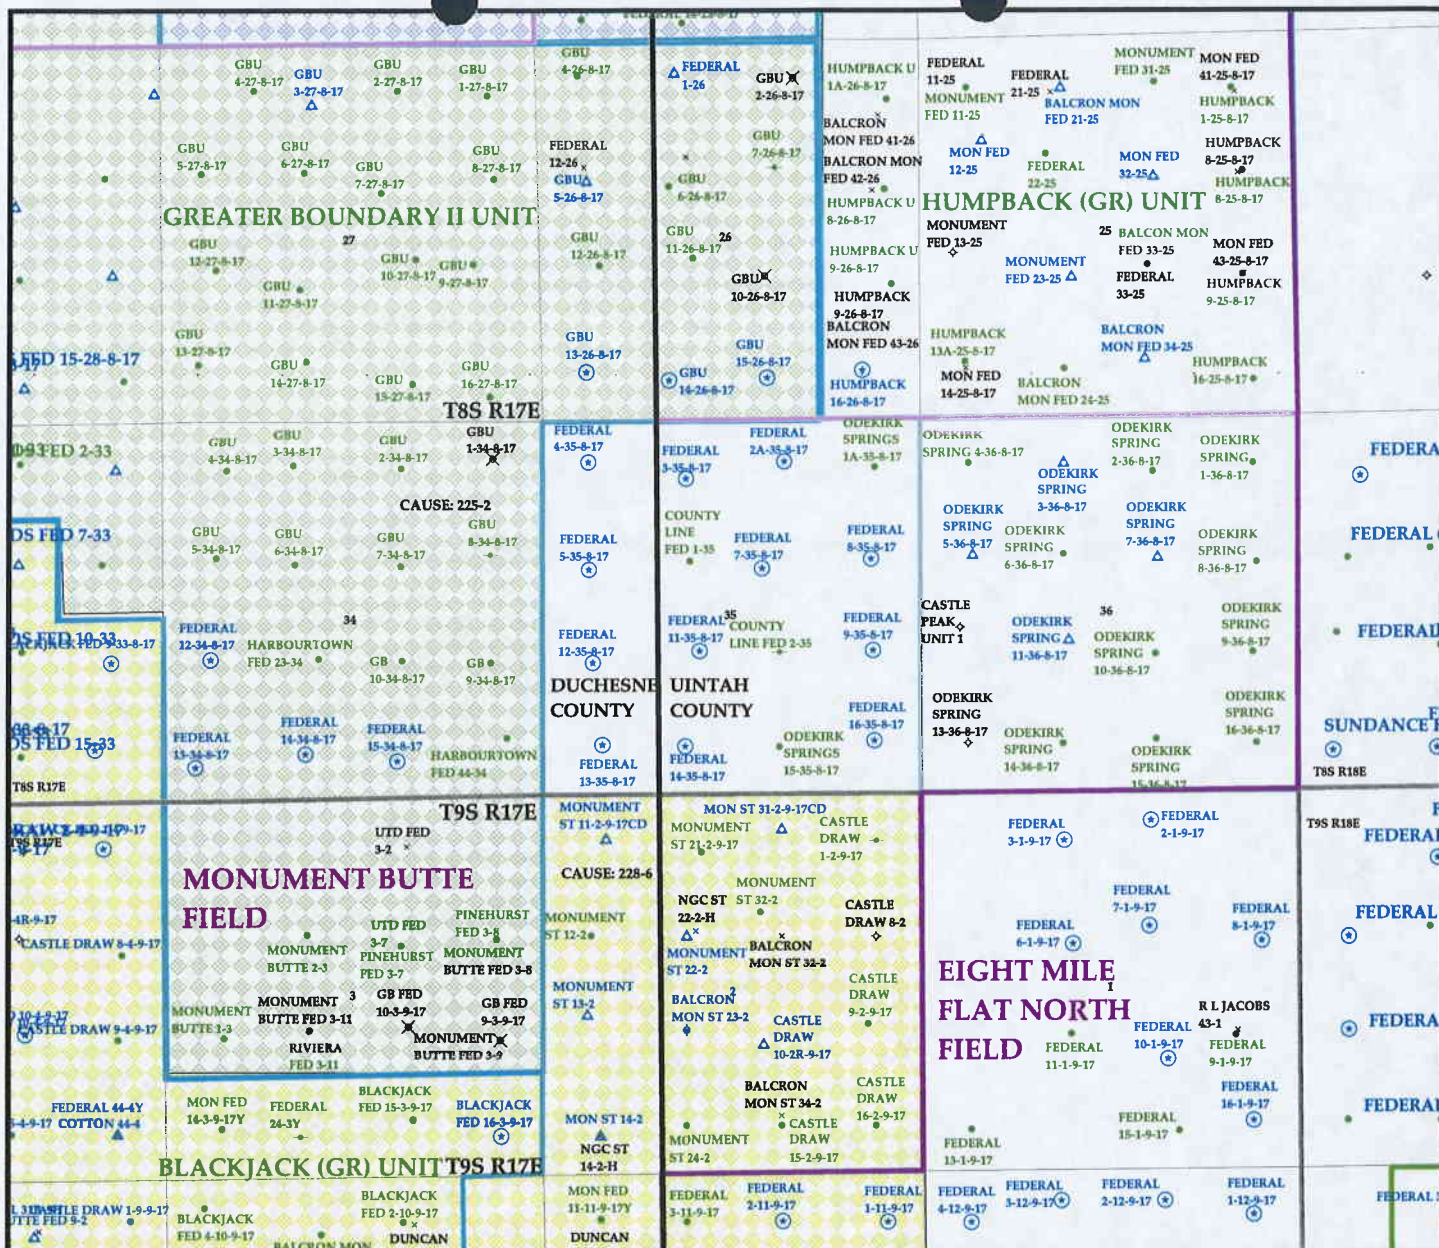 GBU
4-27-8-17
GBU
3-27-8-17
GBU
2-27-8-17
GBU
1-27-8-17
GBU
4-26-8-17
FEDERAL
1-26
GBU
2-26-8-17
HUMPBACK U
1A-26-8-17
FEDERAL
11-25
MONUMENT
FED 11-25
FEDERAL
21-25
BALCRON MON
FED 21-25
MONUMENT
FED 31-25
MON FED
41-25-8-17
HUMPBACK
1-25-8-17
GBU
5-27-8-17
GBU
6-27-8-17
GBU
7-27-8-17
GBU
8-27-8-17
FEDERAL
12-26
GBU
5-26-8-17
GBU
6-26-8-17
GBU
7-26-8-17
BALCRON
MON FED 41-26
BALCRON MON
FED 42-26
HUMPBACK U
8-26-8-17
MON FED
12-25
FEDERAL
22-25
MON FED
32-25
HUMPBACK
8-25-8-17
HUMPBACK
8-25-8-17
GREATER BOUNDARY II UNIT
HUMPBACK (GR) UNIT
27
GBU
12-27-8-17
GBU
11-27-8-17
GBU
10-27-8-17
GBU
9-27-8-17
GBU
12-26-8-17
GBU
11-26-8-17
26
GBU
10-26-8-17
HUMPBACK U
9-26-8-17
HUMPBACK
9-26-8-17
BALCRON
MON FED 43-26
MONUMENT
FED 13-25
MONUMENT
FED 23-25
25
BALCON MON
FED 33-25
FEDERAL
33-25
MON FED
43-25-8-17
HUMPBACK
9-25-8-17
FED 15-28-8-17
GBU
13-27-8-17
GBU
14-27-8-17
GBU
15-27-8-17
GBU
16-27-8-17
GBU
13-26-8-17
GBU
14-26-8-17
GBU
15-26-8-17
HUMPBACK
16-26-8-17
HUMPBACK
13A-25-8-17
MON FED
14-25-8-17
BALCRON
MON FED 24-25
BALCRON
MON FED 34-25
HUMPBACK
16-25-8-17
T8S R17E
FED 2-33
GBU
4-34-8-17
GBU
3-34-8-17
GBU
2-34-8-17
GBU
1-34-8-17
CAUSE: 225-2
FEDERAL
4-35-8-17
FEDERAL
3-35-8-17
FEDERAL
2A-35-8-17
ODEKIRK
SPRINGS
1A-35-8-17
ODEKIRK
SPRING 4-36-8-17
ODEKIRK
SPRING
3-36-8-17
ODEKIRK
SPRING
2-36-8-17
ODEKIRK
SPRING
1-36-8-17
FEDERA
DS FED 7-33
GBU
5-34-8-17
GBU
6-34-8-17
GBU
7-34-8-17
GBU
8-34-8-17
FEDERAL
5-35-8-17
COUNTY
LINE
FED 1-35
FEDERAL
7-35-8-17
FEDERAL
8-35-8-17
ODEKIRK
SPRING
5-36-8-17
ODEKIRK
SPRING
6-36-8-17
ODEKIRK
SPRING
7-36-8-17
ODEKIRK
SPRING
8-36-8-17
FEDERAL
DS FED 10-33
BLACKJACK FED 9-33-8-17
34
FEDERAL
12-34-8-17
HARBOURTOWN
FED 23-34
GB
10-34-8-17
GB
9-34-8-17
FEDERAL
12-35-8-17
FEDERAL
11-35-8-17
35
COUNTY
LINE FED 2-35
FEDERAL
9-35-8-17
CASTLE
PEAK
UNIT 1
ODEKIRK
SPRING
11-36-8-17
36
ODEKIRK
SPRING
10-36-8-17
ODEKIRK
SPRING
9-36-8-17
FEDERAL
DUCHESNE
COUNTY
UINTAH
COUNTY
DS FED 15-33
FEDERAL
13-34-8-17
FEDERAL
14-34-8-17
FEDERAL
15-34-8-17
HARBOURTOWN
FED 44-34
FEDERAL
13-35-8-17
FEDERAL
14-35-8-17
ODEKIRK
SPRINGS
15-35-8-17
FEDERAL
16-35-8-17
ODEKIRK
SPRING
13-36-8-17
ODEKIRK
SPRING
14-36-8-17
ODEKIRK
SPRING
15-36-8-17
ODEKIRK
SPRING
16-36-8-17
SUNDANCE
T8S R17E
T8S R18E
T9S R17E
T9S R17E
T9S R18E
UTD FED
3-2
MONUMENT
ST 11-2-9-17CD
CAUSE: 228-6
MON ST 31-2-9-17CD
MONUMENT
ST 21-2-9-17
CASTLE
DRAW
1-2-9-17
FEDERAL
3-1-9-17
FEDERAL
2-1-9-17
FEDERAL
MONUMENT BUTTE
FIELD
4R-9-17
CASTLE DRAW 8-4-9-17
MONUMENT
BUTTE 2-3
UTD FED
3-7
PINEHURST
FED 3-7
PINEHURST
FED 3-8
MONUMENT
BUTTE FED 3-8
MONUMENT
ST 12-2
NGC ST
22-2-H
MONUMENT
ST 32-2
MONUMENT
ST 22-2
BALCRON
MON ST 32-2
CASTLE
DRAW 8-2
FEDERAL
6-1-9-17
FEDERAL
7-1-9-17
FEDERAL
8-1-9-17
FEDERAL
EIGHT MILE
FLAT NORTH
FIELD
1
CASTLE DRAW 9-4-9-17
MONUMENT
BUTTE 1-3
MONUMENT
BUTTE FED 3-11
3
RIVIERA
FED 3-11
GB FED
10-3-9-17
MONUMENT
BUTTE FED 3-9
GB FED
9-3-9-17
MONUMENT
ST 13-2
BALCRON
MON ST 23-2
2
CASTLE
DRAW
10-2R-9-17
CASTLE
DRAW
9-2-9-17
FEDERAL
11-1-9-17
FEDERAL
10-1-9-17
R L JACOBS
43-1
FEDERAL
9-1-9-17
FEDERA
FEDERAL 44-4Y
COTTON 44-4
MON FED
14-3-9-17Y
FEDERAL
24-3Y
BLACKJACK
FED 15-3-9-17
BLACKJACK
FED 16-3-9-17
MON ST 14-2
NGC ST
14-2-H
MONUMENT
ST 24-2
BALCRON
MON ST 34-2
CASTLE
DRAW
15-2-9-17
CASTLE
DRAW
16-2-9-17
FEDERAL
13-1-9-17
FEDERAL
15-1-9-17
FEDERAL
16-1-9-17
FEDERAL
BLACKJACK (GR) UNIT
T9S R17E
CASTLE DRAW 1-9-9-17
BLACKJACK
FED 4-10-9-17
BALCRON MON
BLACKJACK
FED 2-10-9-17
DUNCAN
MON FED
11-11-9-17Y
DUNCAN
FEDERAL
3-11-9-17
FEDERAL
2-11-9-17
FEDERAL
1-11-9-17
FEDERAL
4-12-9-17
FEDERAL
3-12-9-17
FEDERAL
2-12-9-17
FEDERAL
1-12-9-17
FEDERAL